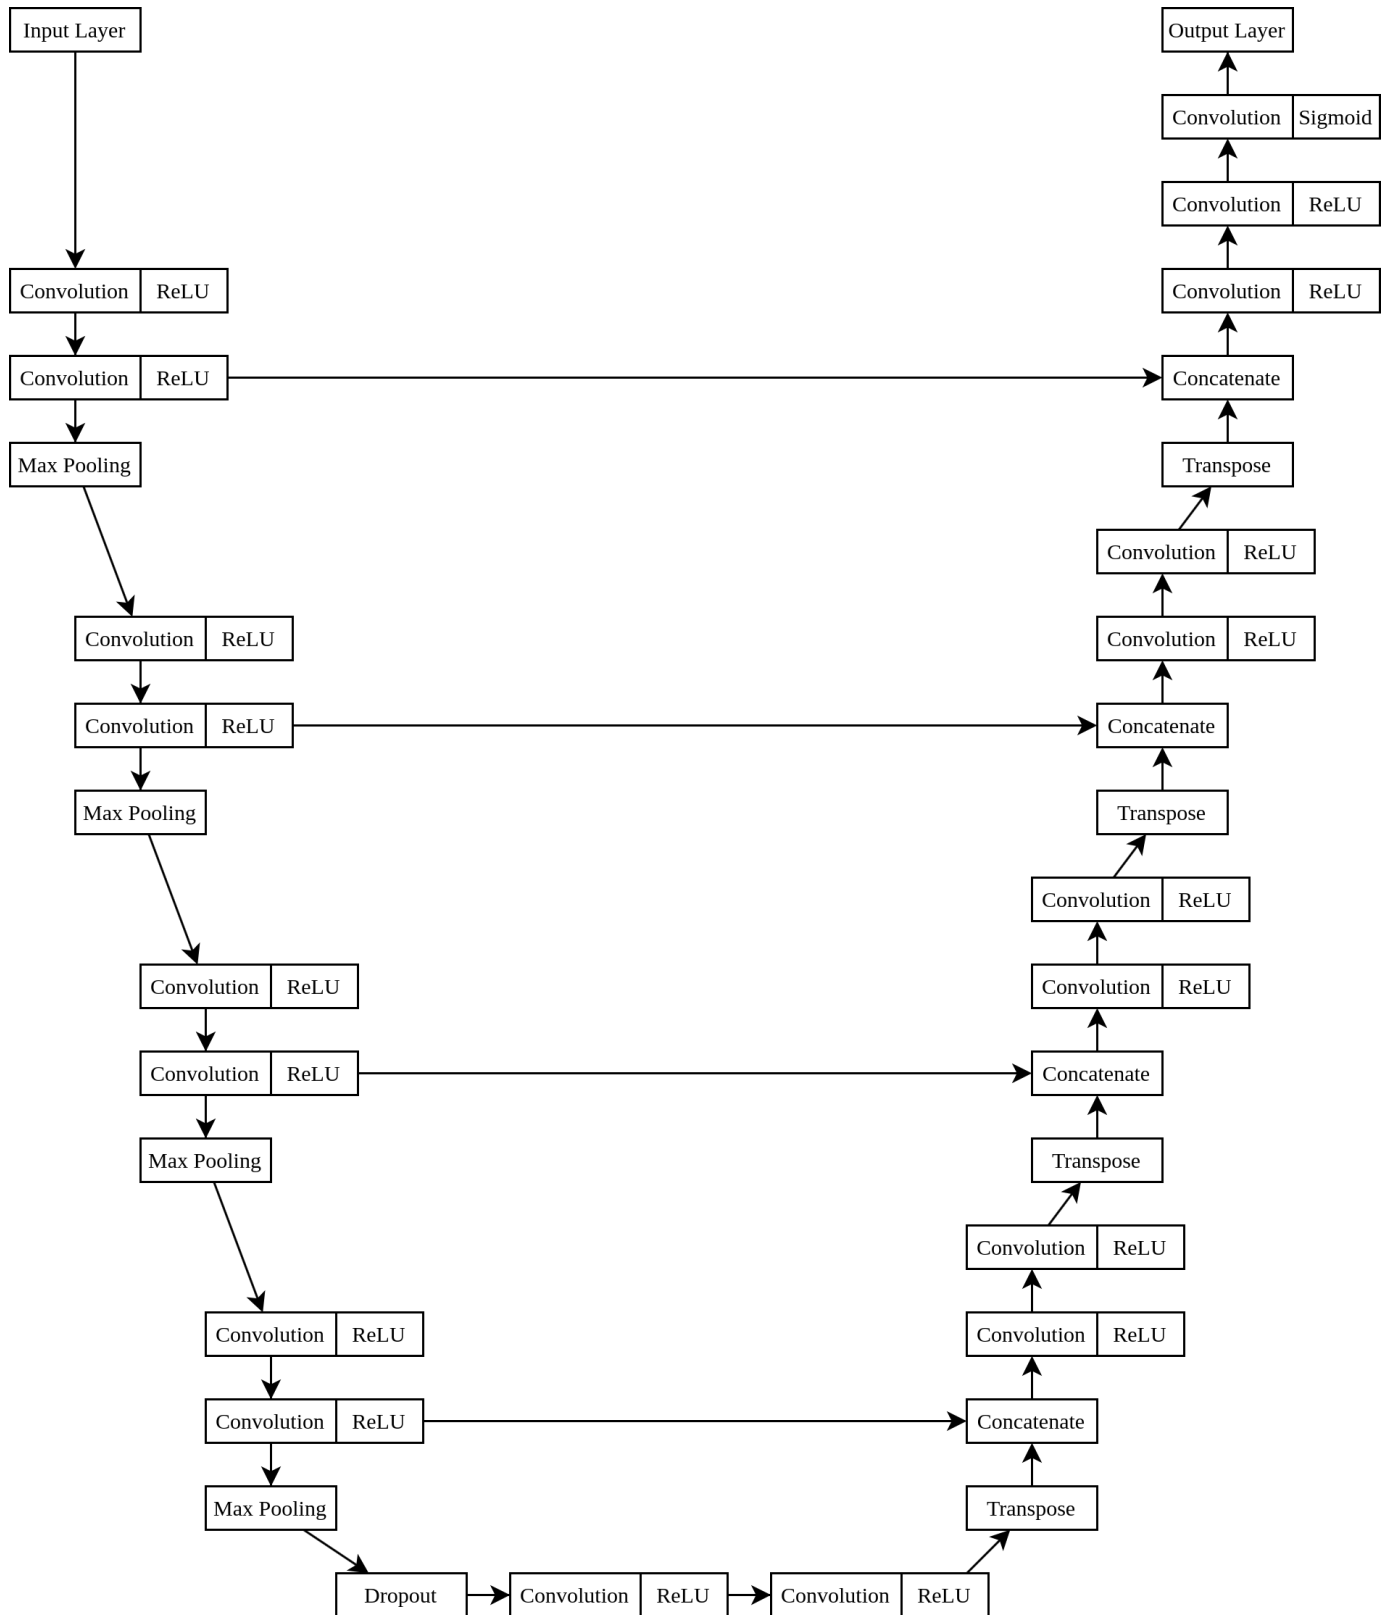 Input Layer
Output Layer
Convolution Sigmoid
Convolution ReLU
Convolution ReLU
Convolution ReLU
Convolution ReLU
Concatenate
Max Pooling
Transpose
Convolution ReLU
Convolution ReLU
Convolution ReLU
Convolution ReLU
Concatenate
Max Pooling
Transpose
Convolution ReLU
Convolution ReLU
Convolution ReLU
Convolution ReLU
Concatenate
Max Pooling
Transpose
Convolution ReLU
Convolution ReLU
Convolution ReLU
Convolution ReLU
Concatenate
Max Pooling
Transpose
Dropout
Convolution ReLU
Convolution ReLU